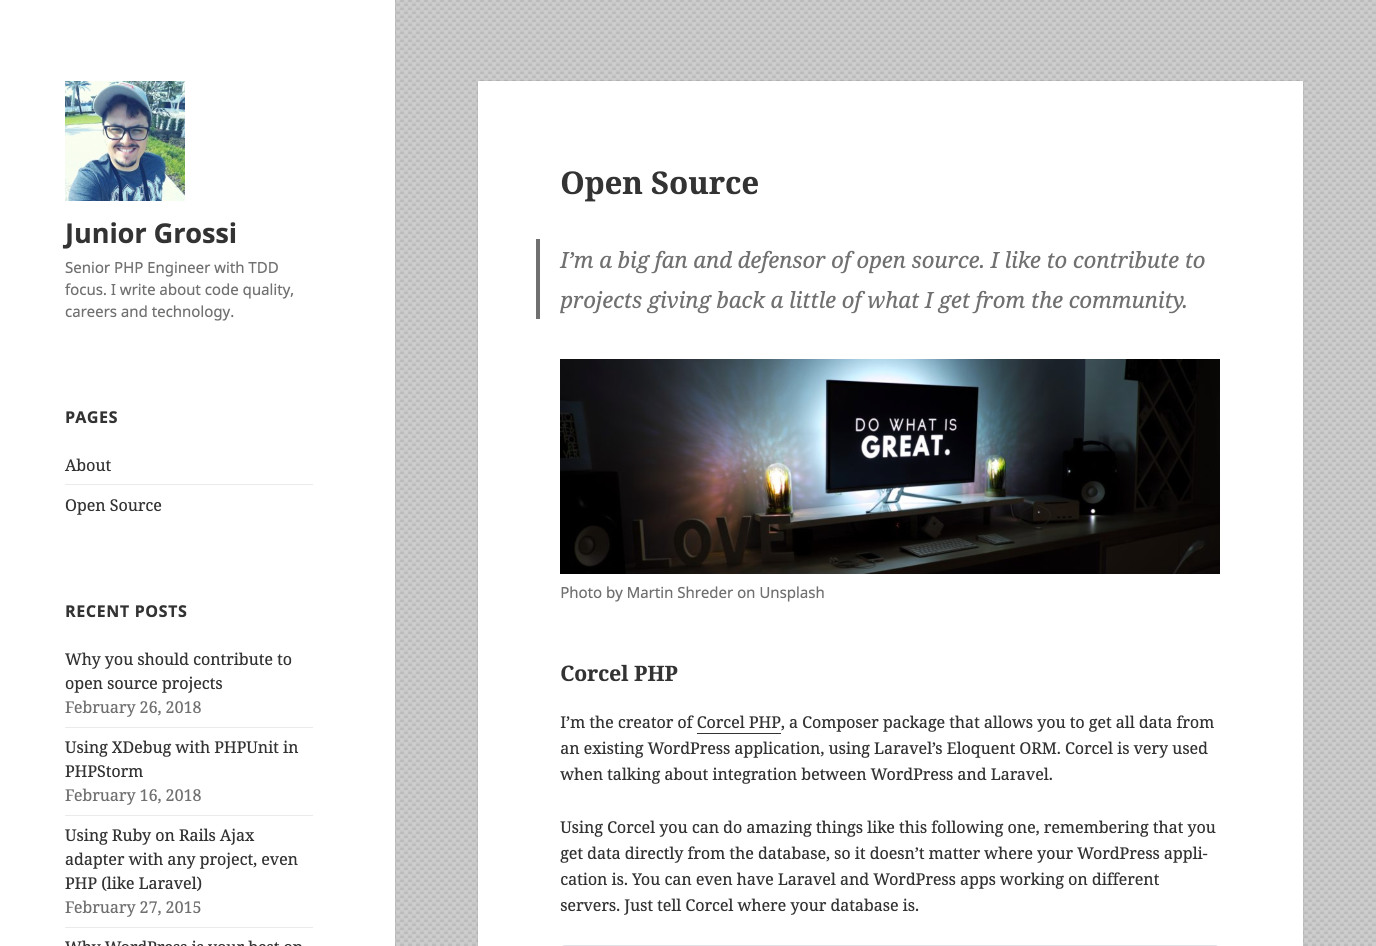 Junior Grossi
Senior PHP Engineer with TDD
focus. I write about code quality,
careers and technology.
PAGES
About
Open Source
RECENT POSTS
Why you should contribute to
open source projects
February 26, 2018
Using XDebug with PHPUnit in
PHPStorm
February 16, 2018
Using Ruby on Rails Ajax
adapter with any project, even
PHP (like Laravel)
February 27, 2015
Why WordPress is your best op
Open Source
I’m a big fan and defensor of open source. I like to contribute to
projects giving back a little of what I get from the community.
DO WHAT IS
GREAT.
LOVE
Photo by Martin Shreder on Unsplash
Corcel PHP
I’m the creator of Corcel PHP, a Composer package that allows you to get all data from
an existing WordPress application, using Laravel’s Eloquent ORM. Corcel is very used
when talking about integration between WordPress and Laravel.
Using Corcel you can do amazing things like this following one, remembering that you
get data directly from the database, so it doesn’t matter where your WordPress appli-
cation is. You can even have Laravel and WordPress apps working on different
servers. Just tell Corcel where your database is.